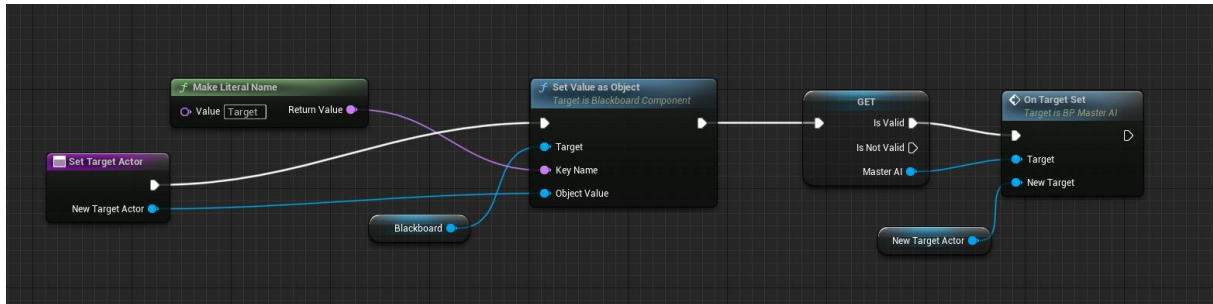 Make Literal Name
Value Target Return Value
Set Target Actor
New Target Actor
Set Value as Object
Target is Blackboard Component
Target
Key Name
Object Value
Blackboard
GET
Is Valid
Is Not Valid
Master AI
New Target Actor
On Target Set
Target is BP Master AI
Target
New Target